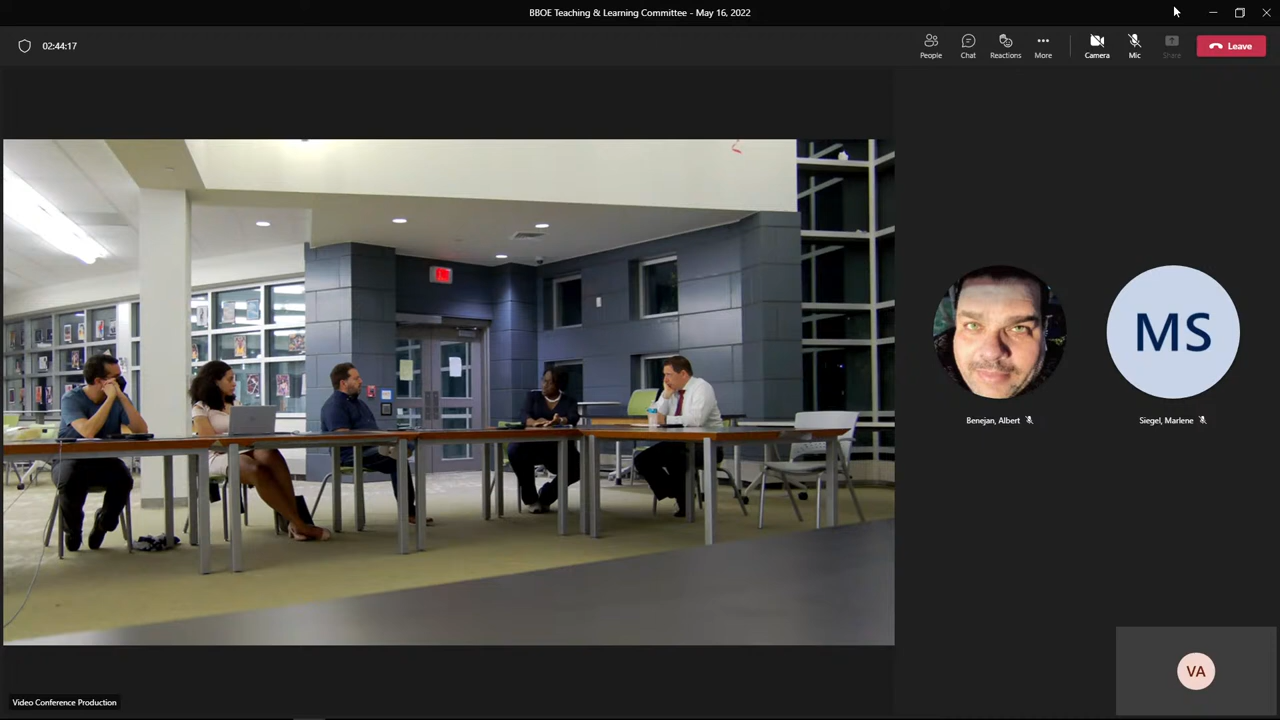 BBOE Teaching & Learning Committee - May 16, 2022
02:44:17
People
Chat
Reactions
More
Camera
Mic
Share
Leave
MS
Benejan, Albert
Siegel, Marlene
VA
Video Conference Production